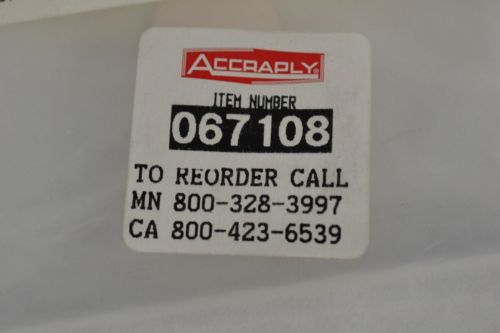 ACCRAPLY®
ITEM NUMBER
067108
TO REORDER CALL
MN 800-328-3997
CA 800-423-6539